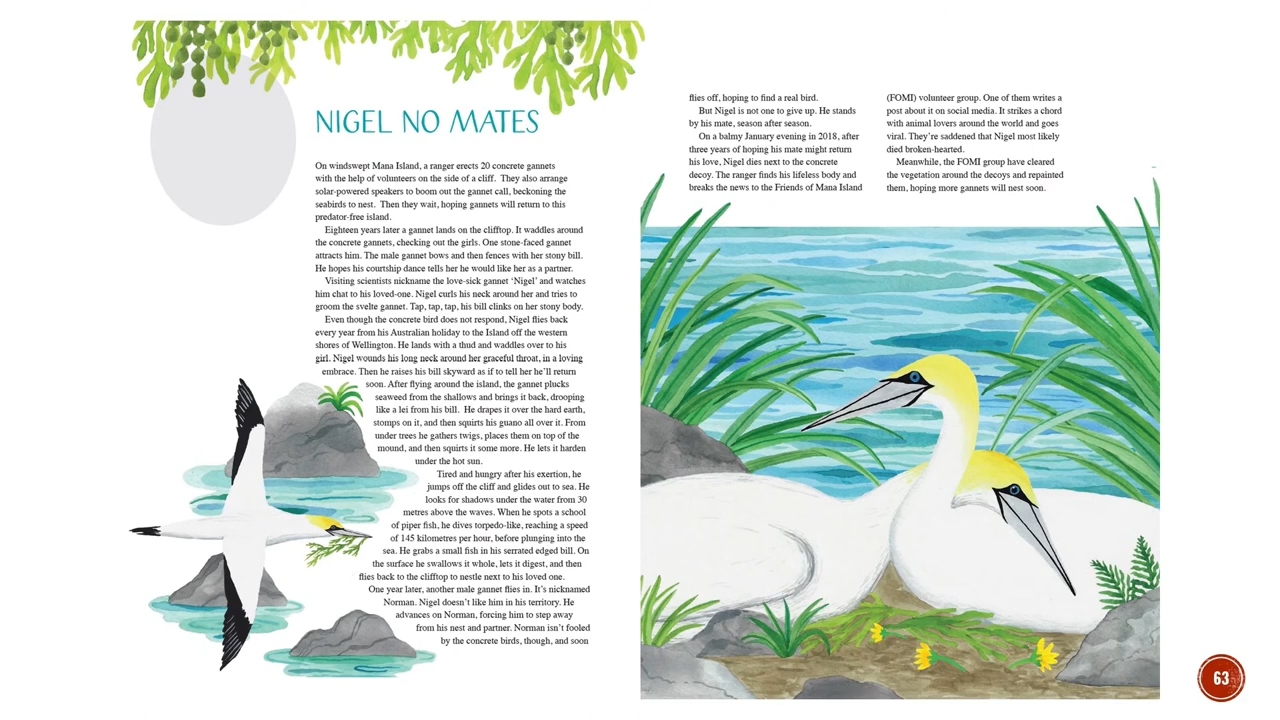 NIGEL NO MATES
On windswept Mana Island, a ranger erects 20 concrete gannets
with the help of volunteers on the side of a cliff.  They also arrange
solar-powered speakers to boom out the gannet call, beckoning the
seabirds to nest.  Then they wait, hoping gannets will return to this
predator-free island.
Eighteen years later a gannet lands on the clifftop. It waddles around
the concrete gannets, checking out the girls. One stone-faced gannet
attracts him. The male gannet bows and then fences with her stony bill.
He hopes his courtship dance tells her he would like her as a partner.
Visiting scientists nickname the love-sick gannet ‘Nigel’ and watches
him chat to his loved-one. Nigel curls his neck around her and tries to
groom the svelte gannet. Tap, tap, tap, his bill clinks on her stony body.
Even though the concrete bird does not respond, Nigel flies back
every year from his Australian holiday to the Island off the western
shores of Wellington. He lands with a thud and waddles over to his
girl. Nigel wounds his long neck around her graceful throat, in a loving
embrace. Then he raises his bill skyward as if to tell her he’ll return
soon. After flying around the island, the gannet plucks
seaweed from the shallows and brings it back, drooping
like a lei from his bill.  He drapes it over the hard earth,
stomps on it, and then squirts his guano all over it. From
under trees he gathers twigs, places them on top of the
mound, and then squirts it some more. He lets it harden
under the hot sun.
Tired and hungry after his exertion, he
jumps off the cliff and glides out to sea. He
looks for shadows under the water from 30
metres above the waves. When he spots a school
of piper fish, he dives torpedo-like, reaching a speed
of 145 kilometres per hour, before plunging into the
sea. He grabs a small fish in his serrated edged bill. On
the surface he swallows it whole, lets it digest, and then
flies back to the clifftop to nestle next to his loved one.
One year later, another male gannet flies in. It’s nicknamed
Norman. Nigel doesn’t like him in his territory. He
advances on Norman, forcing him to step away
from his nest and partner. Norman isn’t fooled
by the concrete birds, though, and soon
flies off, hoping to find a real bird.
But Nigel is not one to give up. He stands
by his mate, season after season.
On a balmy January evening in 2018, after
three years of hoping his mate might return
his love, Nigel dies next to the concrete
decoy. The ranger finds his lifeless body and
breaks the news to the Friends of Mana Island
(FOMI) volunteer group. One of them writes a
post about it on social media. It strikes a chord
with animal lovers around the world and goes
viral. They’re saddened that Nigel most likely
died broken-hearted.
Meanwhile, the FOMI group have cleared
the vegetation around the decoys and repainted
them, hoping more gannets will nest soon.
63